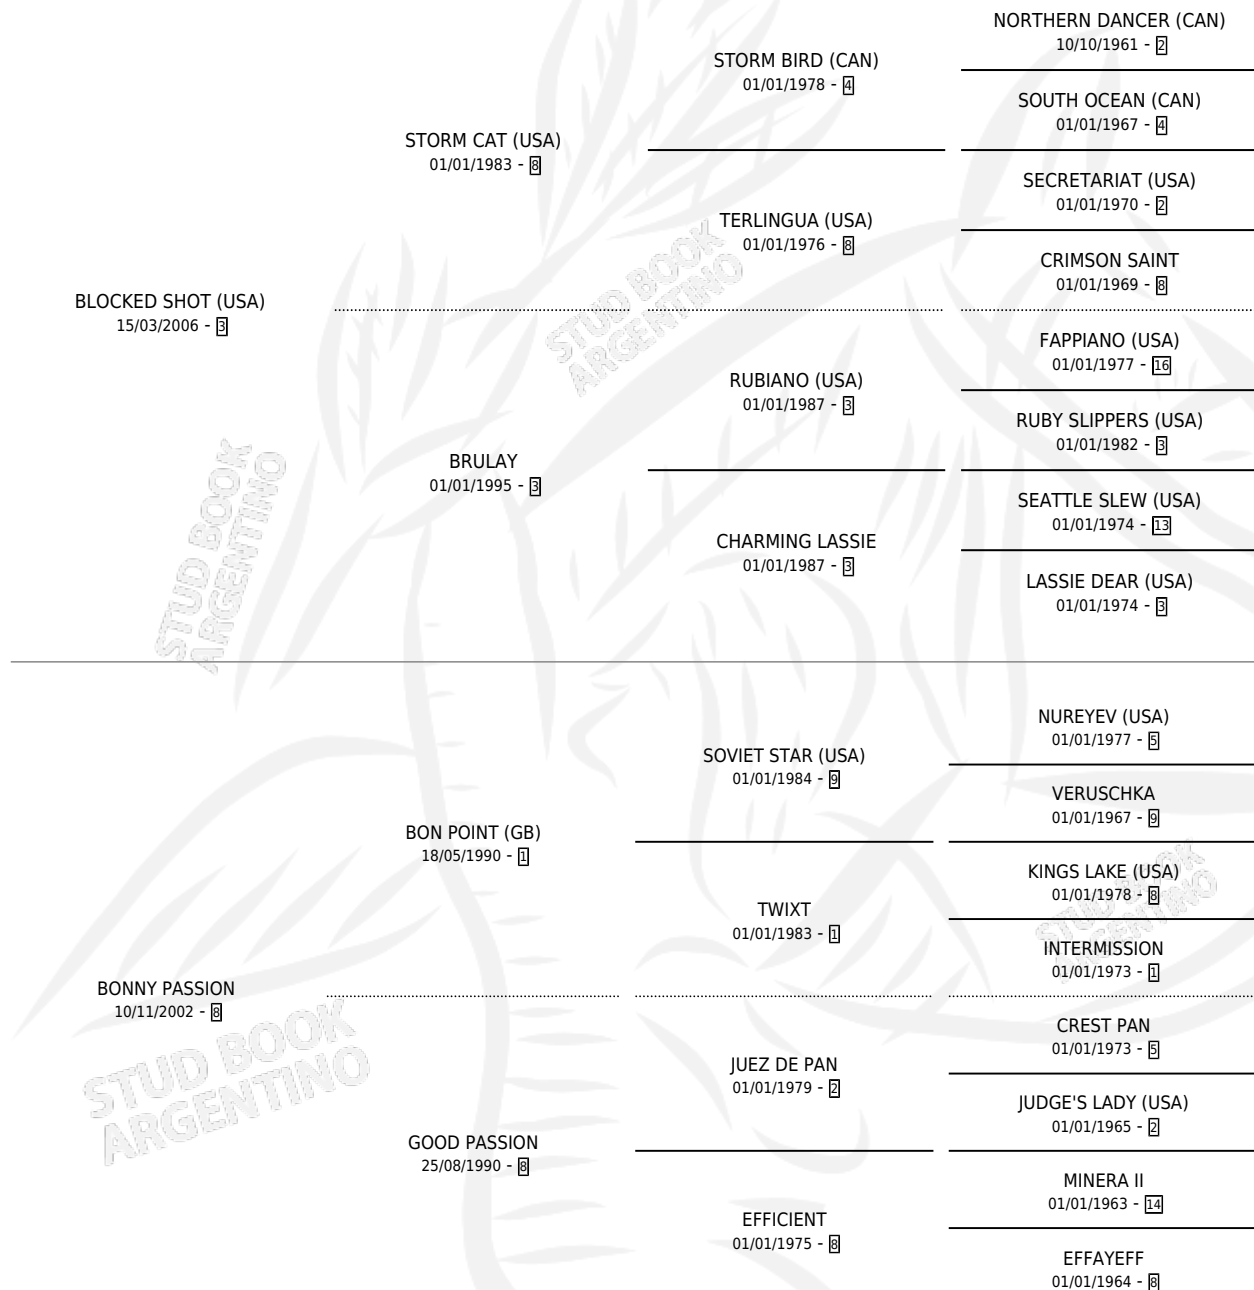 NORTHERN DANCER (CAN)
10/10/1961 - 2
STORM BIRD (CAN)
01/01/1978 - 4
SOUTH OCEAN (CAN)
01/01/1967 - 4
STORM CAT (USA)
01/01/1983 - 8
SECRETARIAT (USA)
01/01/1970 - 2
TERLINGUA (USA)
01/01/1976 - 8
CRIMSON SAINT
01/01/1969 - 8
BLOCKED SHOT (USA)
15/03/2006 - 3
FAPPIANO (USA)
01/01/1977 - 16
RUBIANO (USA)
01/01/1987 - 3
RUBY SLIPPERS (USA)
01/01/1982 - 3
BRULAY
01/01/1995 - 3
SEATTLE SLEW (USA)
01/01/1974 - 13
CHARMING LASSIE
01/01/1987 - 3
LASSIE DEAR (USA)
01/01/1974 - 3
NUREYEV (USA)
01/01/1977 - 5
SOVIET STAR (USA)
01/01/1984 - 9
VERUSCHKA
01/01/1967 - 9
BON POINT (GB)
18/05/1990 - 1
KINGS LAKE (USA)
01/01/1978 - 8
TWIXT
01/01/1983 - 1
INTERMISSION
01/01/1973 - 1
BONNY PASSION
10/11/2002 - 8
CREST PAN
01/01/1973 - 5
JUEZ DE PAN
01/01/1979 - 2
JUDGE'S LADY (USA)
01/01/1965 - 2
GOOD PASSION
25/08/1990 - 8
MINERA II
01/01/1963 - 14
EFFICIENT
01/01/1975 - 8
EFFAYEFF
01/01/1964 - 8
STUD BOOK
ARGENTINO
STUD BOOK
ARGENTINO
STUD BOOK
ARGENTINO
STUD BOOK
ARGENTINO